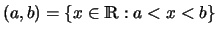 (a, b) = {x ∈ ℝ : a < x < b}